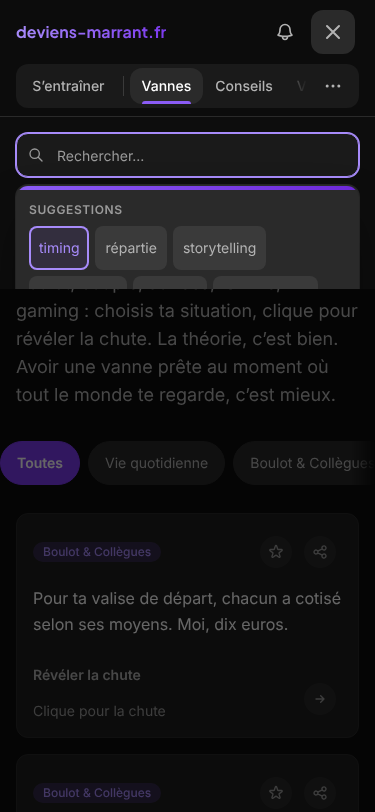 deviens-marrant.fr
S'entraîner
Vannes
Conseils
Rechercher...
SUGGESTIONS
timing
répartie
storytelling
gaming : choisis ta situation, clique pour
révéler la chute. La théorie, c'est bien.
Avoir une vanne prête au moment où
tout le monde te regarde, c'est mieux.
Toutes
Vie quotidienne
Boulot & Collègues
Boulot & Collègues
Pour ta valise de départ, chacun a cotisé
selon ses moyens. Moi, dix euros.
Révéler la chute
Clique pour la chute
Boulot & Collègues